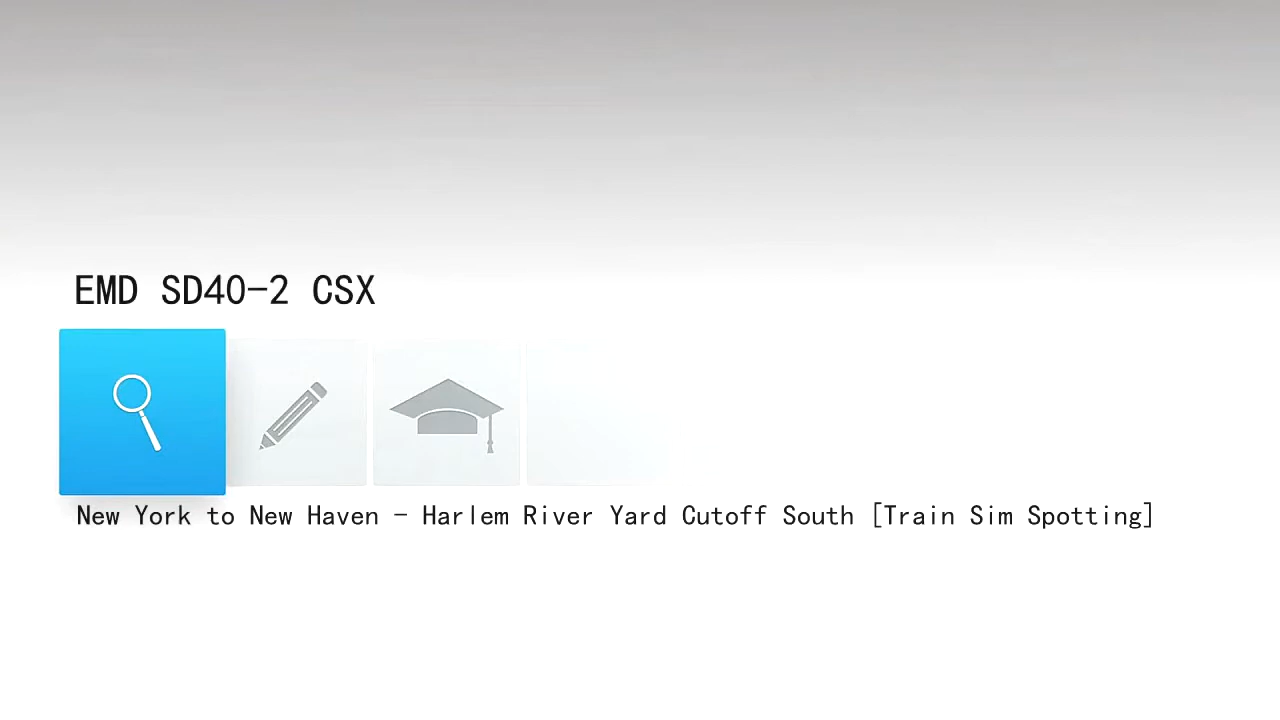 EMD SD40-2 CSX
New York to New Haven - Harlem River Yard Cutoff South [Train Sim Spotting]